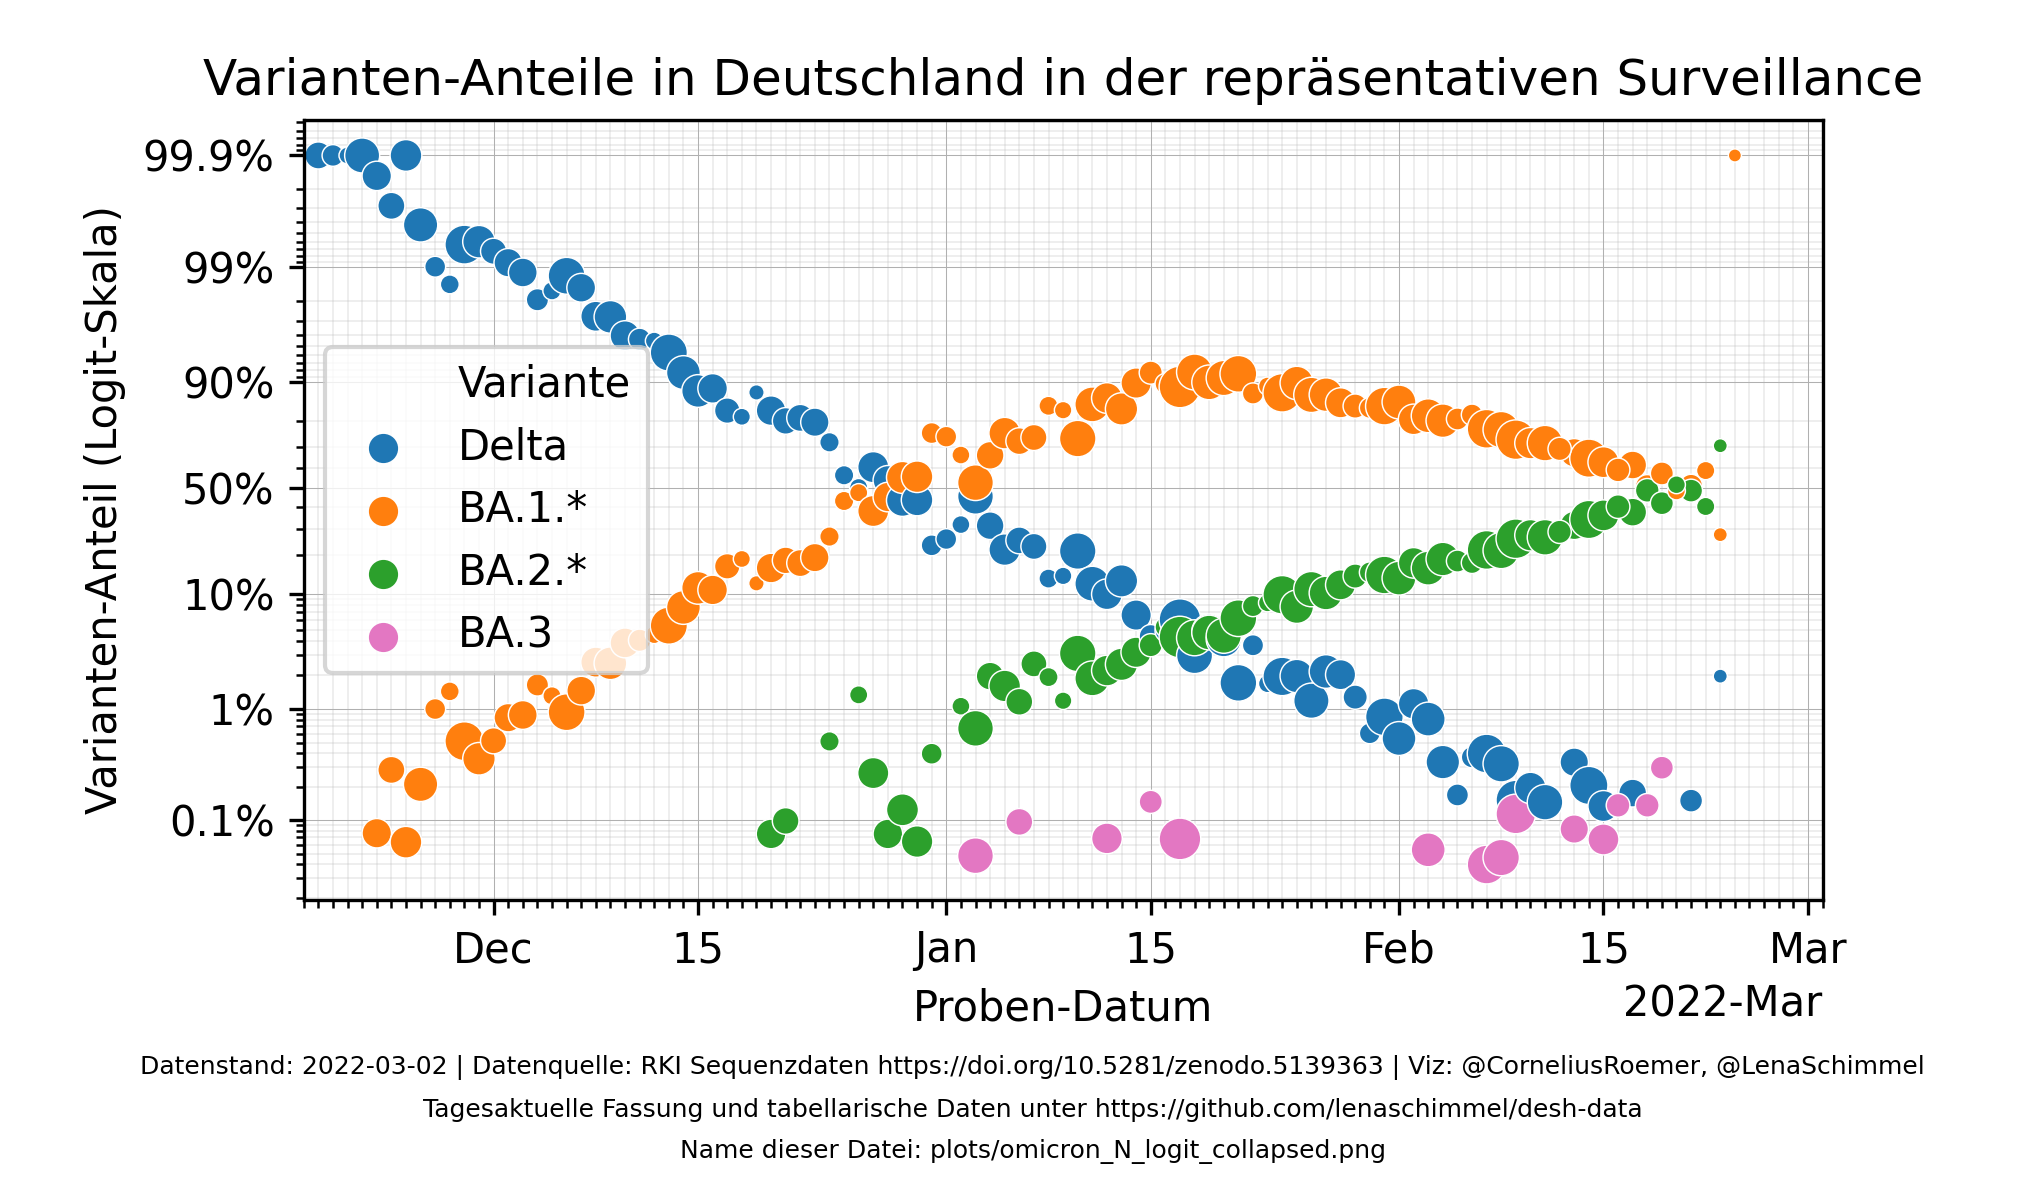 Varianten-Anteile in Deutschland in der repräsentativen Surveillance
Varianten-Anteil (Logit-Skala)
99.9%
99%
90%
50%
10%
1%
0.1%
Variante
Delta
BA.1.*
BA.2.*
BA.3
Dec 15 Jan 15 Feb 15 Mar
Proben-Datum
2022-Mar
Datenstand: 2022-03-02 | Datenquelle: RKI Sequenzdaten https://doi.org/10.5281/zenodo.5139363 | Viz: @CorneliusRoemer, @LenaSchimmel
Tagesaktuelle Fassung und tabellarische Daten unter https://github.com/lenaschimmel/desh-data
Name dieser Datei: plots/omicron_N_logit_collapsed.png